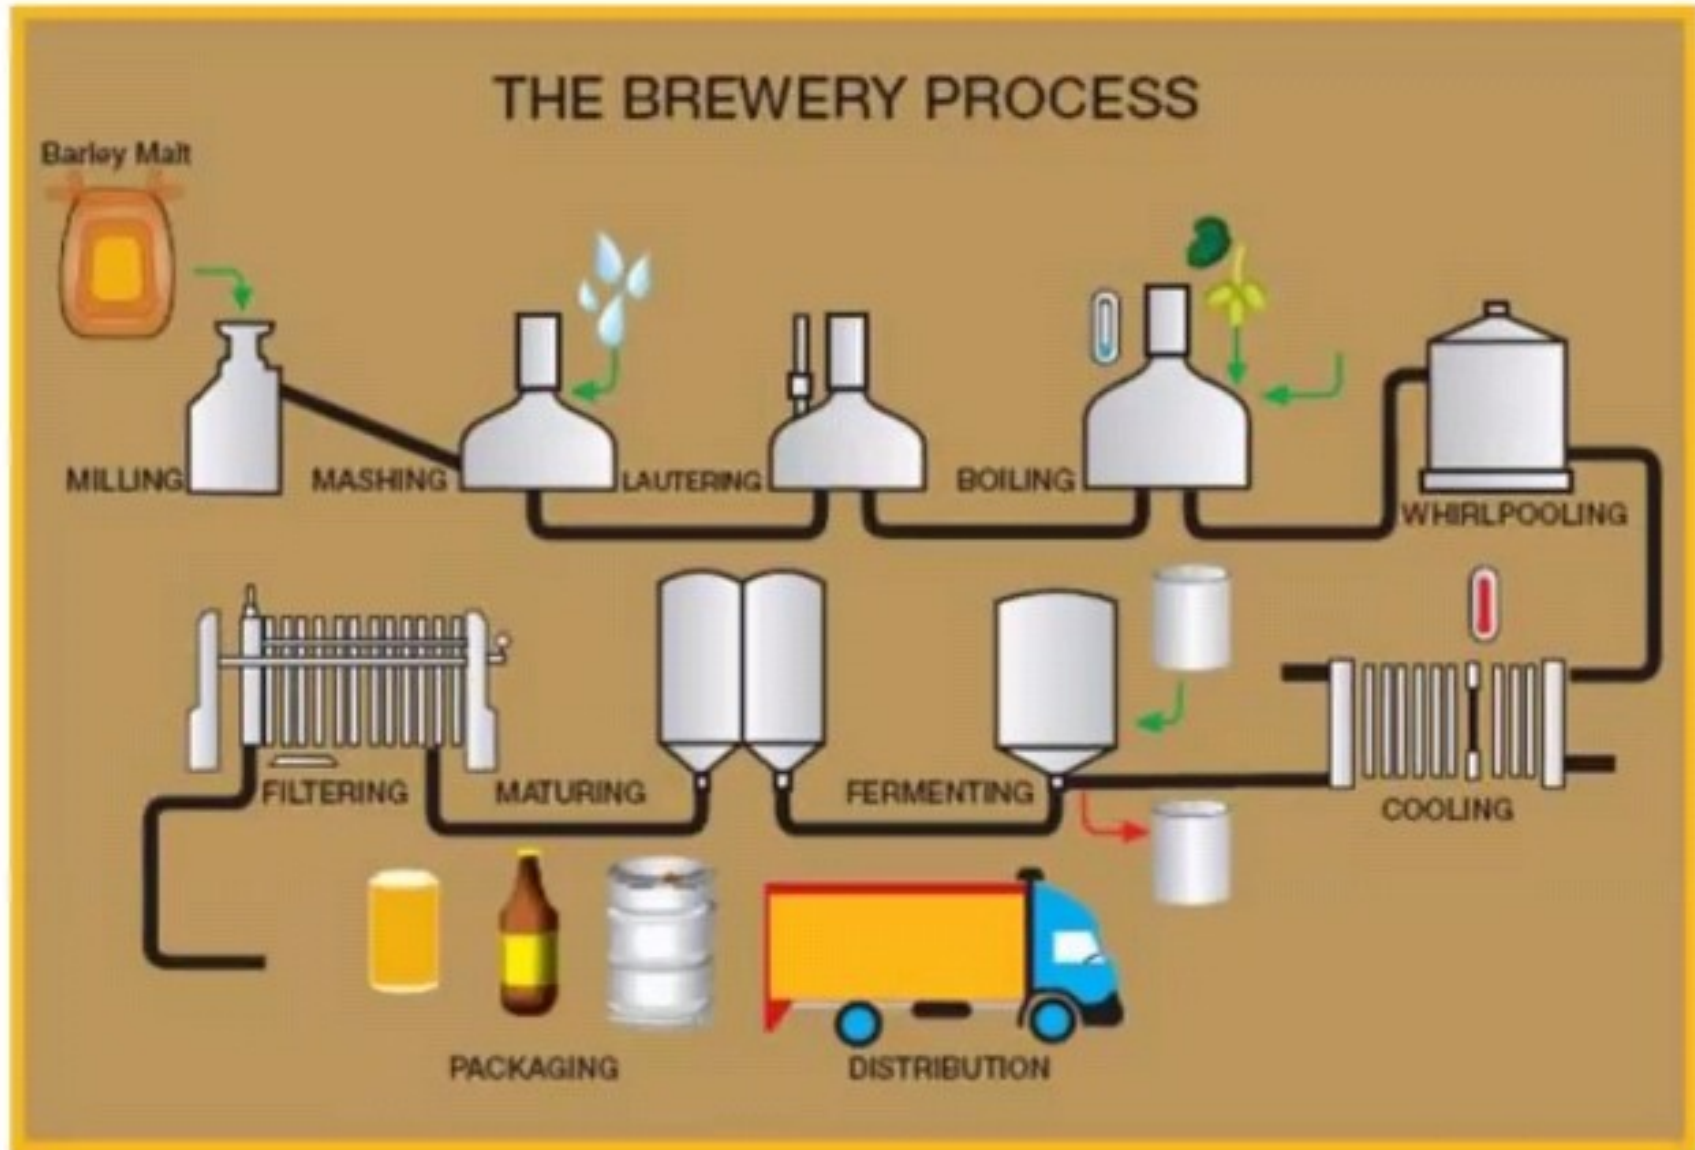 THE BREWERY PROCESS
Barley Malt
MILLING
MASHING
LAUTERING
BOILING
WHIRLPOOLING
FILTERING
MATURING
FERMENTING
COOLING
PACKAGING
DISTRIBUTION